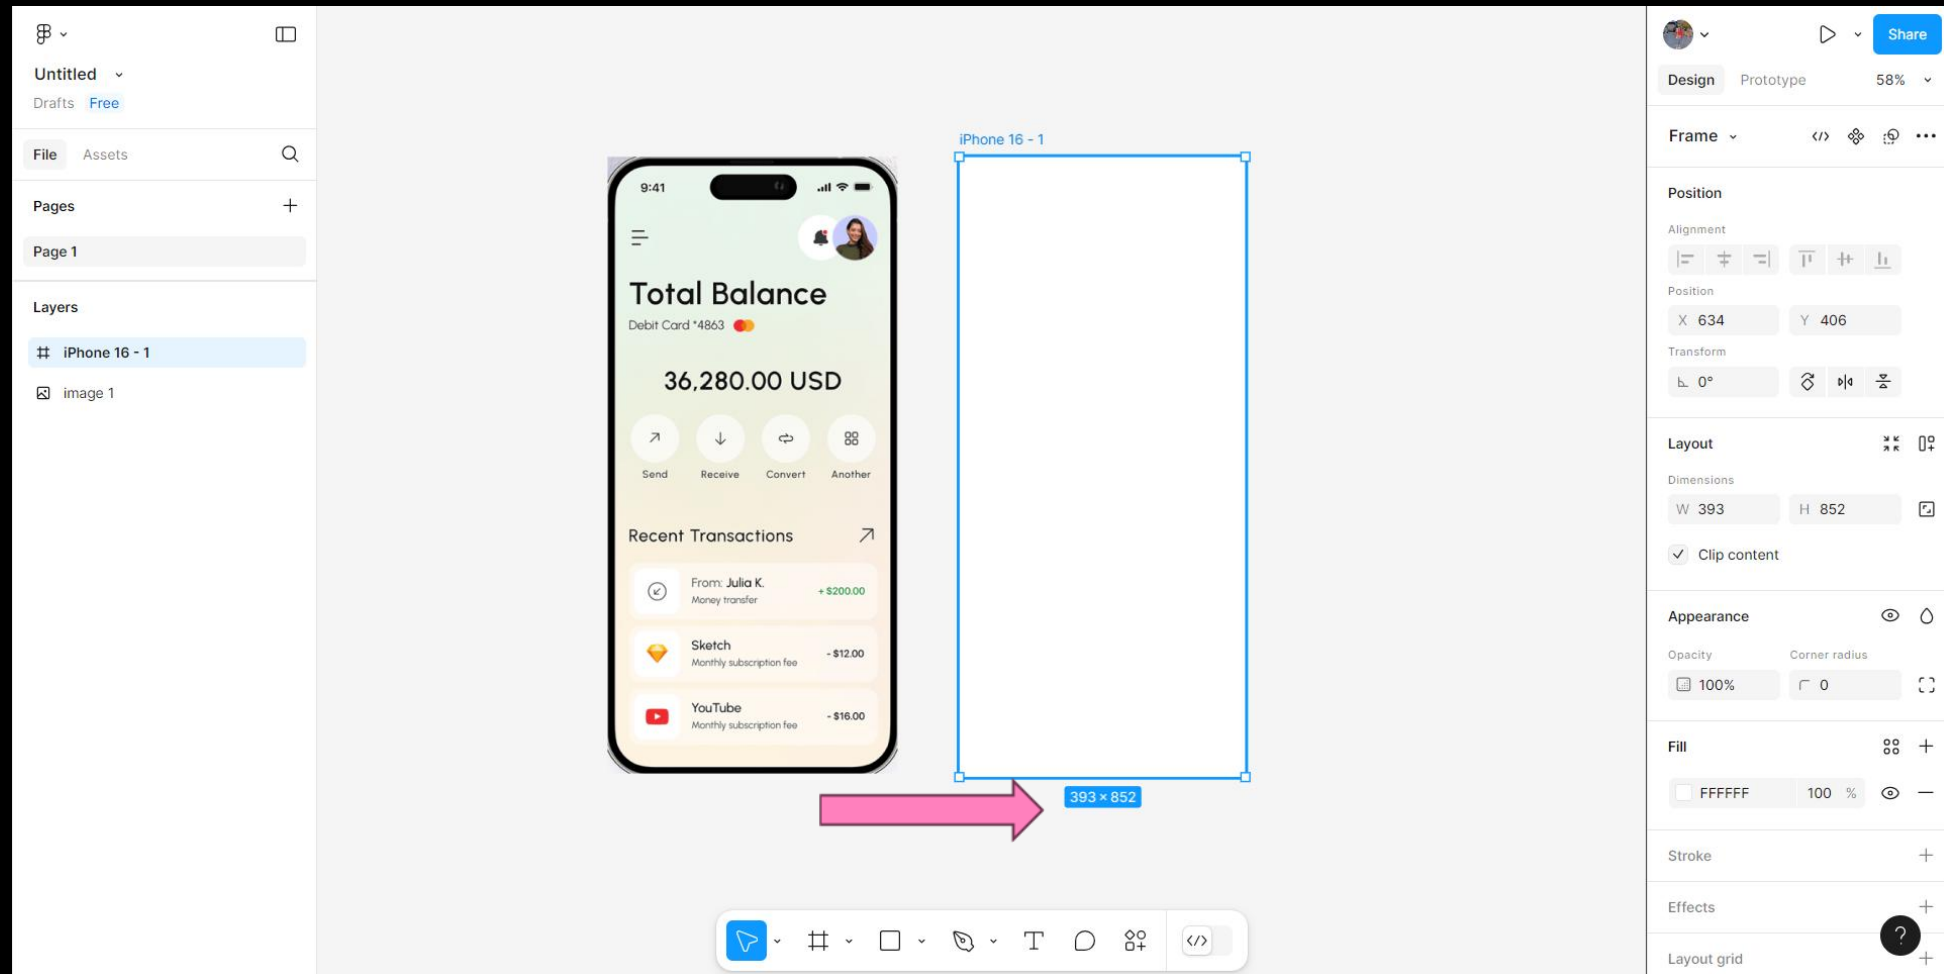 Untitled
Drafts Free
File Assets
Pages
Page 1
Layers
iPhone 16 - 1
image 1
9:41
Total Balance
Debit Card *4863
36,280.00 USD
Send Receive Convert Another
Recent Transactions
From: Julia K.
Money transfer
+ $200.00
Sketch
Monthly subscription fee
- $12.00
YouTube
Monthly subscription fee
- $16.00
iPhone 16 - 1
393 × 852
Share
Design Prototype 58%
Frame
Position
Alignment
Position
X 634 Y 406
Transform
0°
Layout
Dimensions
W 393 H 852
Clip content
Appearance
Opacity Corner radius
100% 0
Fill
FFFFFF 100 %
Stroke
Effects
Layout grid
?